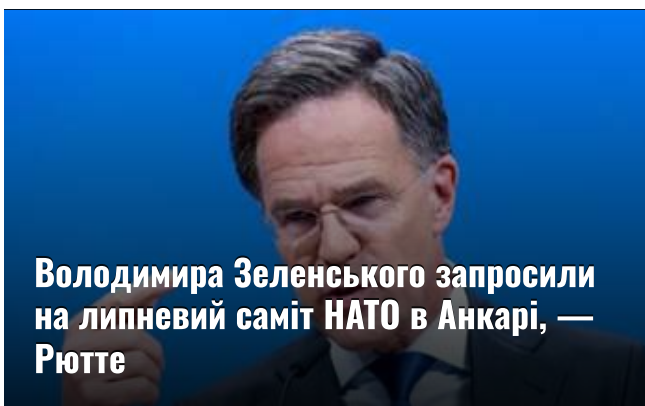 Володимира Зеленського запросили
на липневий саміт НАТО в Анкарі, —
Рютте